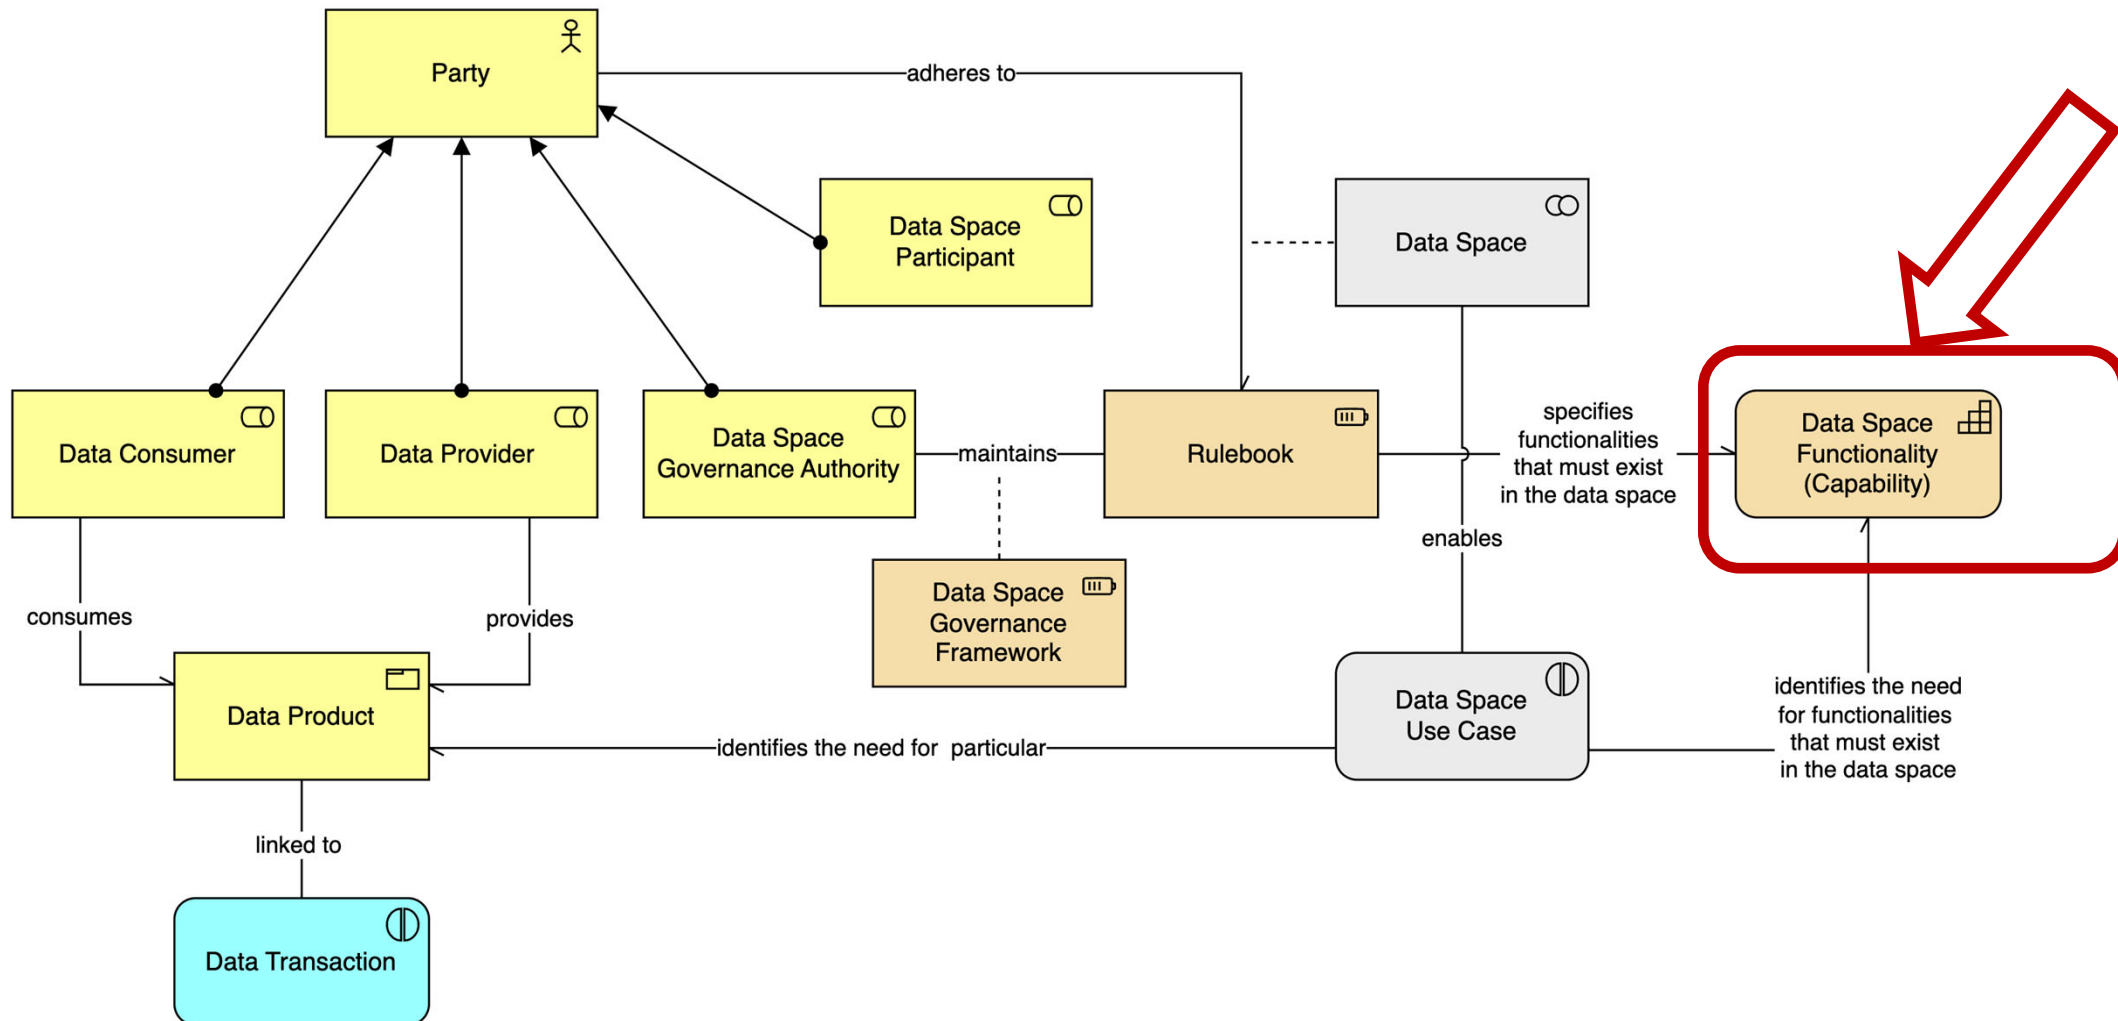 Party
adheres to
Data Space
Participant
Data Space
Data Consumer
Data Provider
Data Space
Governance Authority
maintains
Rulebook
specifies
functionalities
that must exist
in the data space
Data Space
Functionality
(Capability)
enables
Data Space
Governance
Framework
consumes
provides
Data Product
identifies the need for  particular
Data Space
Use Case
identifies the need
for functionalities
that must exist
in the data space
linked to
Data Transaction